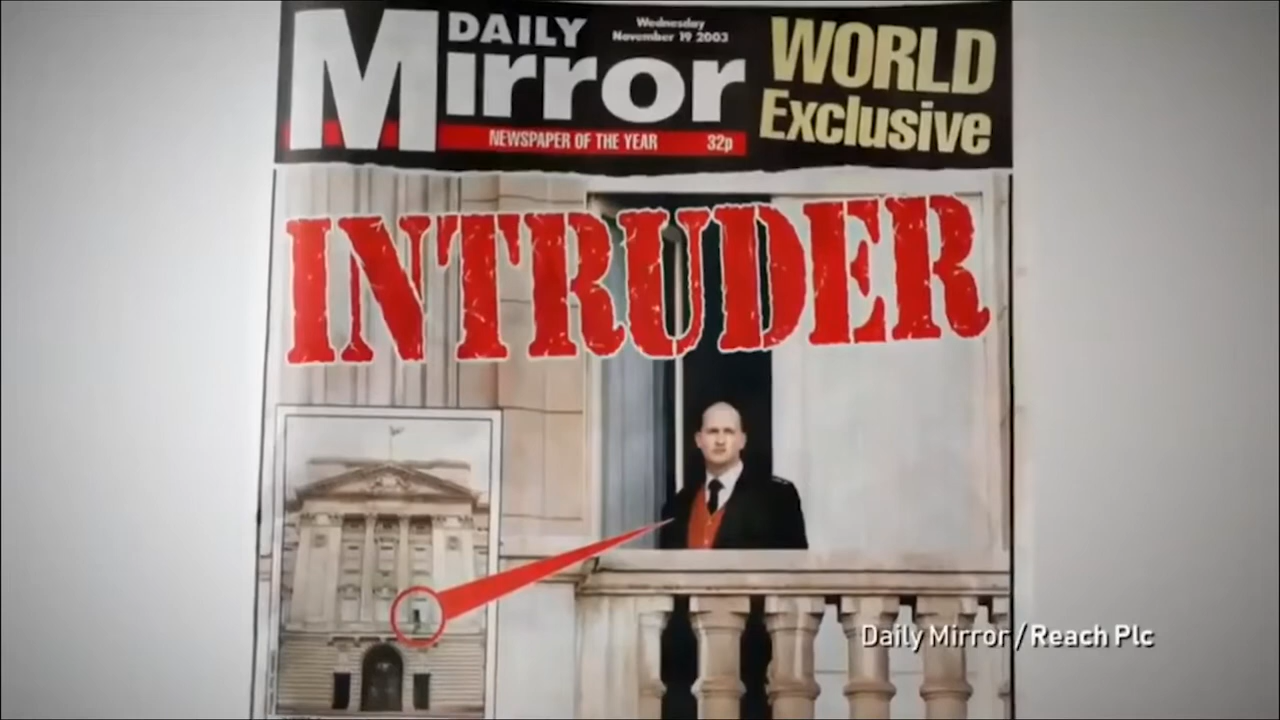 DAILY
Mirror
Wednesday
November 19 2003
NEWSPAPER OF THE YEAR 32p
WORLD
Exclusive
INTRUDER
Daily Mirror / Reach Plc